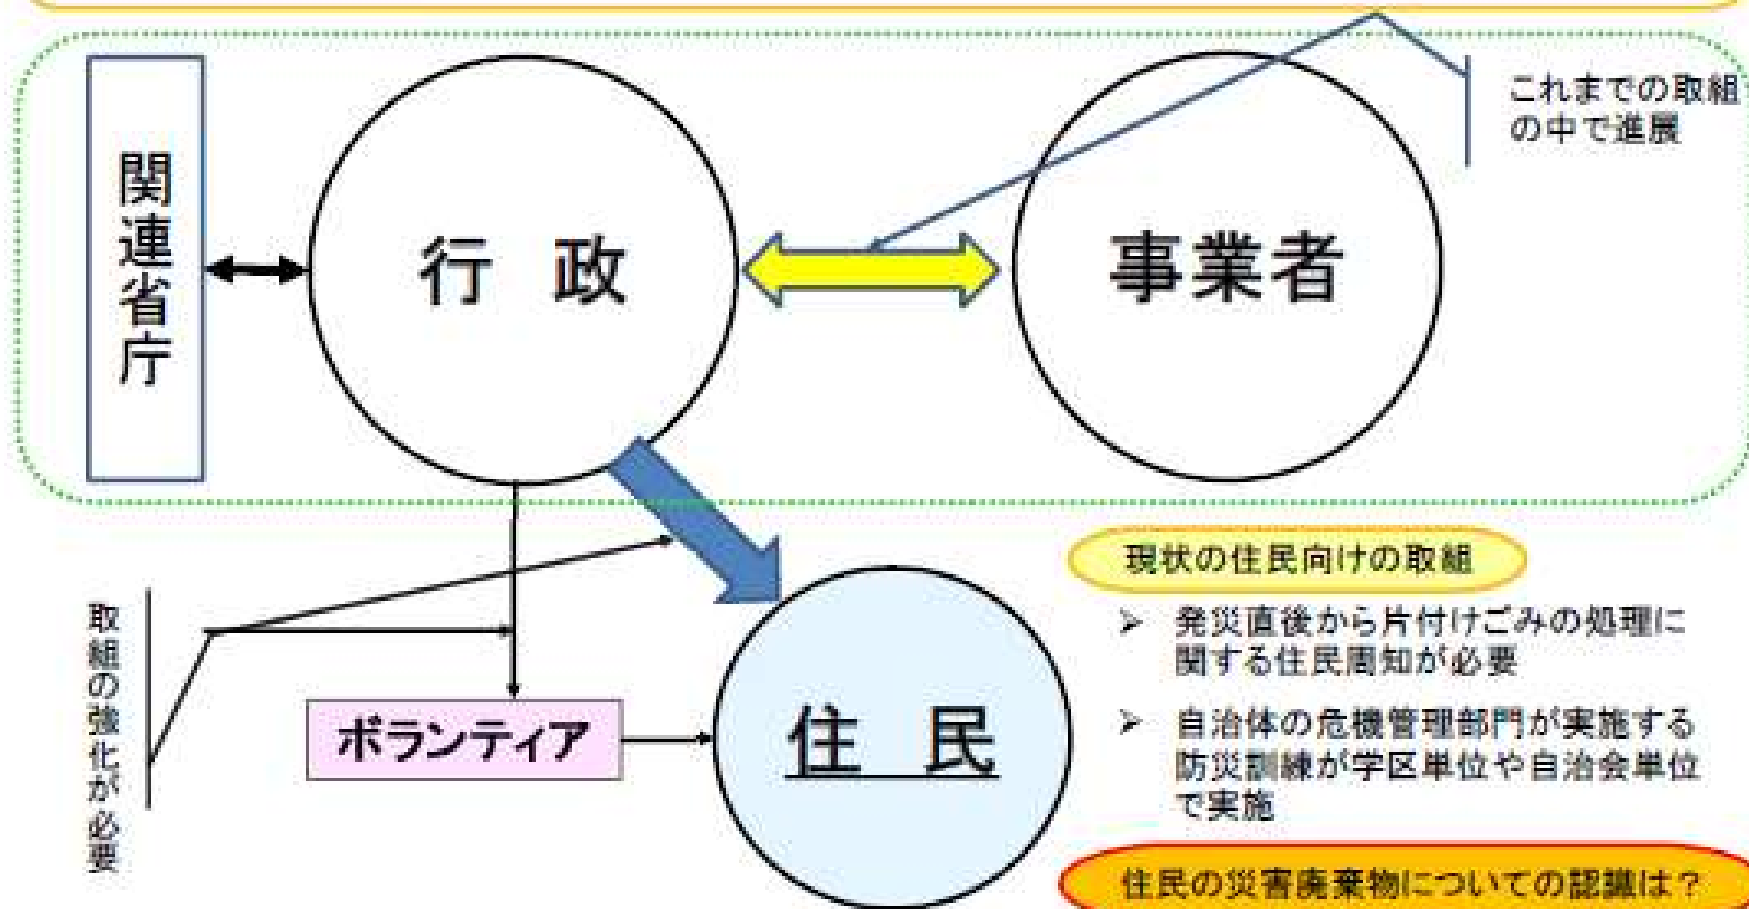 これまでの取組
の中で進展
関連省庁
行 政
事業者
現状の住民向けの取組
➢ 発災直後から片付けごみの処理に
関する住民周知が必要
取組の強化が必要
ボランティア
住 民
➢ 自治体の危機管理部門が実施する
防災訓練が学区単位や自治会単位
で実施
住民の災害廃棄物についての認識は？